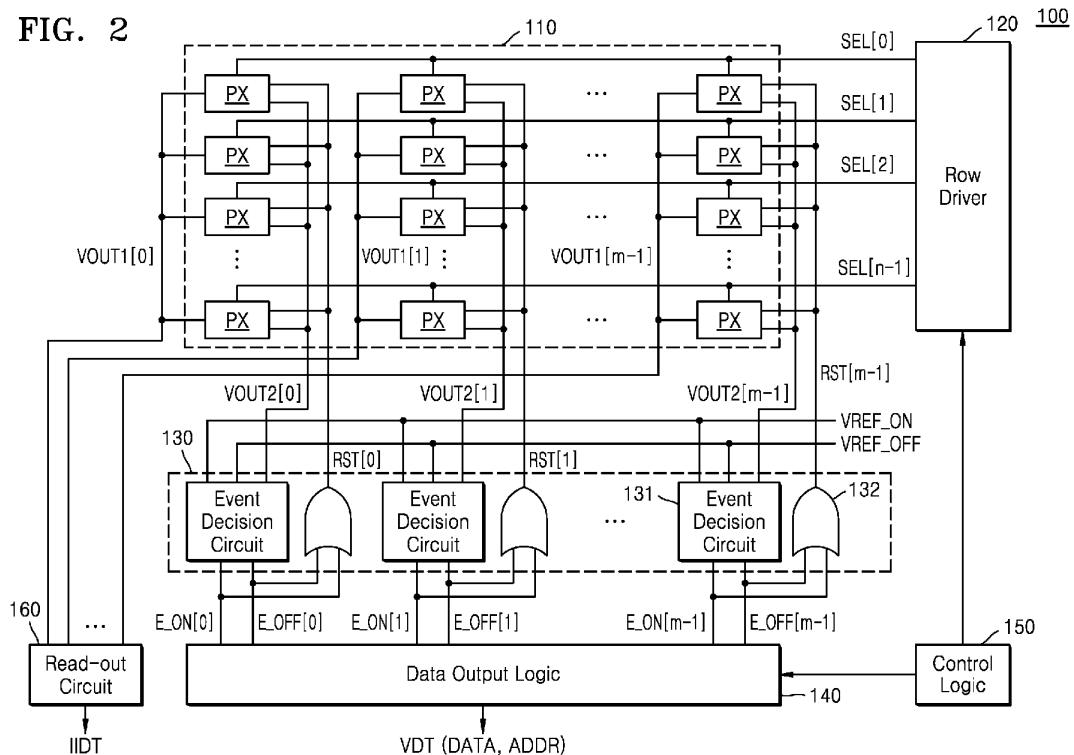 FIG. 2
110
120
100
SEL[0]
PX PX ... PX
SEL[1]
PX PX ... PX
SEL[2]
PX PX ... PX
Row
Driver
VOUT1[0] ⋮ VOUT1[1] ⋮ VOUT1[m-1] ⋮
SEL[n-1]
PX PX ... PX
RST[m-1]
VOUT2[0] VOUT2[1] VOUT2[m-1]
VREF_ON
VREF_OFF
130
RST[0] RST[1]
131
132
Event
Decision
Circuit
Event
Decision
Circuit
...
Event
Decision
Circuit
E_ON[0] E_OFF[0] E_ON[1] E_OFF[1] E_ON[m-1] E_OFF[m-1]
160
...
150
Read-out
Circuit
Data Output Logic
Control
Logic
140
IIDT
VDT (DATA, ADDR)